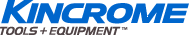 KINCROME
TOOLS + EQUIPMENT™